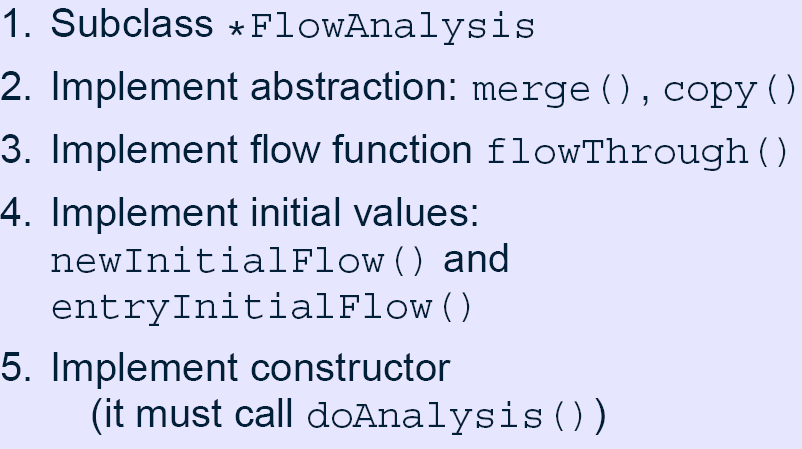 1. Subclass *FlowAnalysis
2. Implement abstraction: merge(), copy()
3. Implement flow function flowThrough()
4. Implement initial values:
newInitialFlow() and
entryInitialFlow()
5. Implement constructor
(it must call doAnalysis())